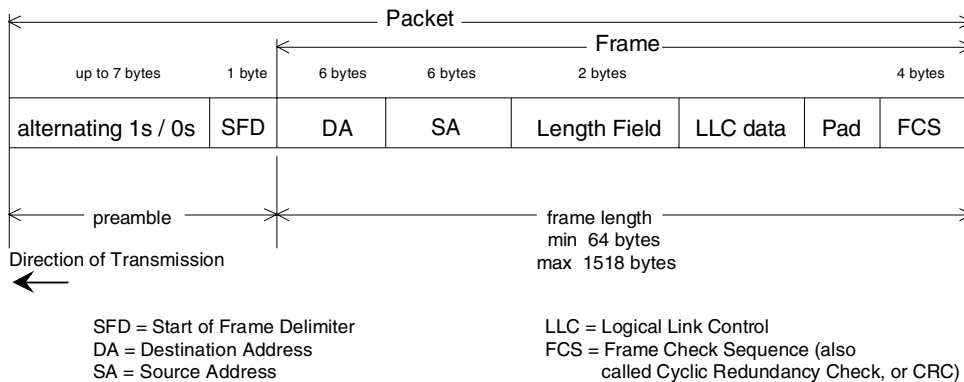 Packet
Frame
up to 7 bytes 1 byte 6 bytes 6 bytes 2 bytes 4 bytes
alternating 1s / 0s SFD DA SA Length Field LLC data Pad FCS
preamble frame length
min 64 bytes
max 1518 bytes
Direction of Transmission
SFD = Start of Frame Delimiter
DA = Destination Address
SA = Source Address
LLC = Logical Link Control
FCS = Frame Check Sequence (also
called Cyclic Redundancy Check, or CRC)